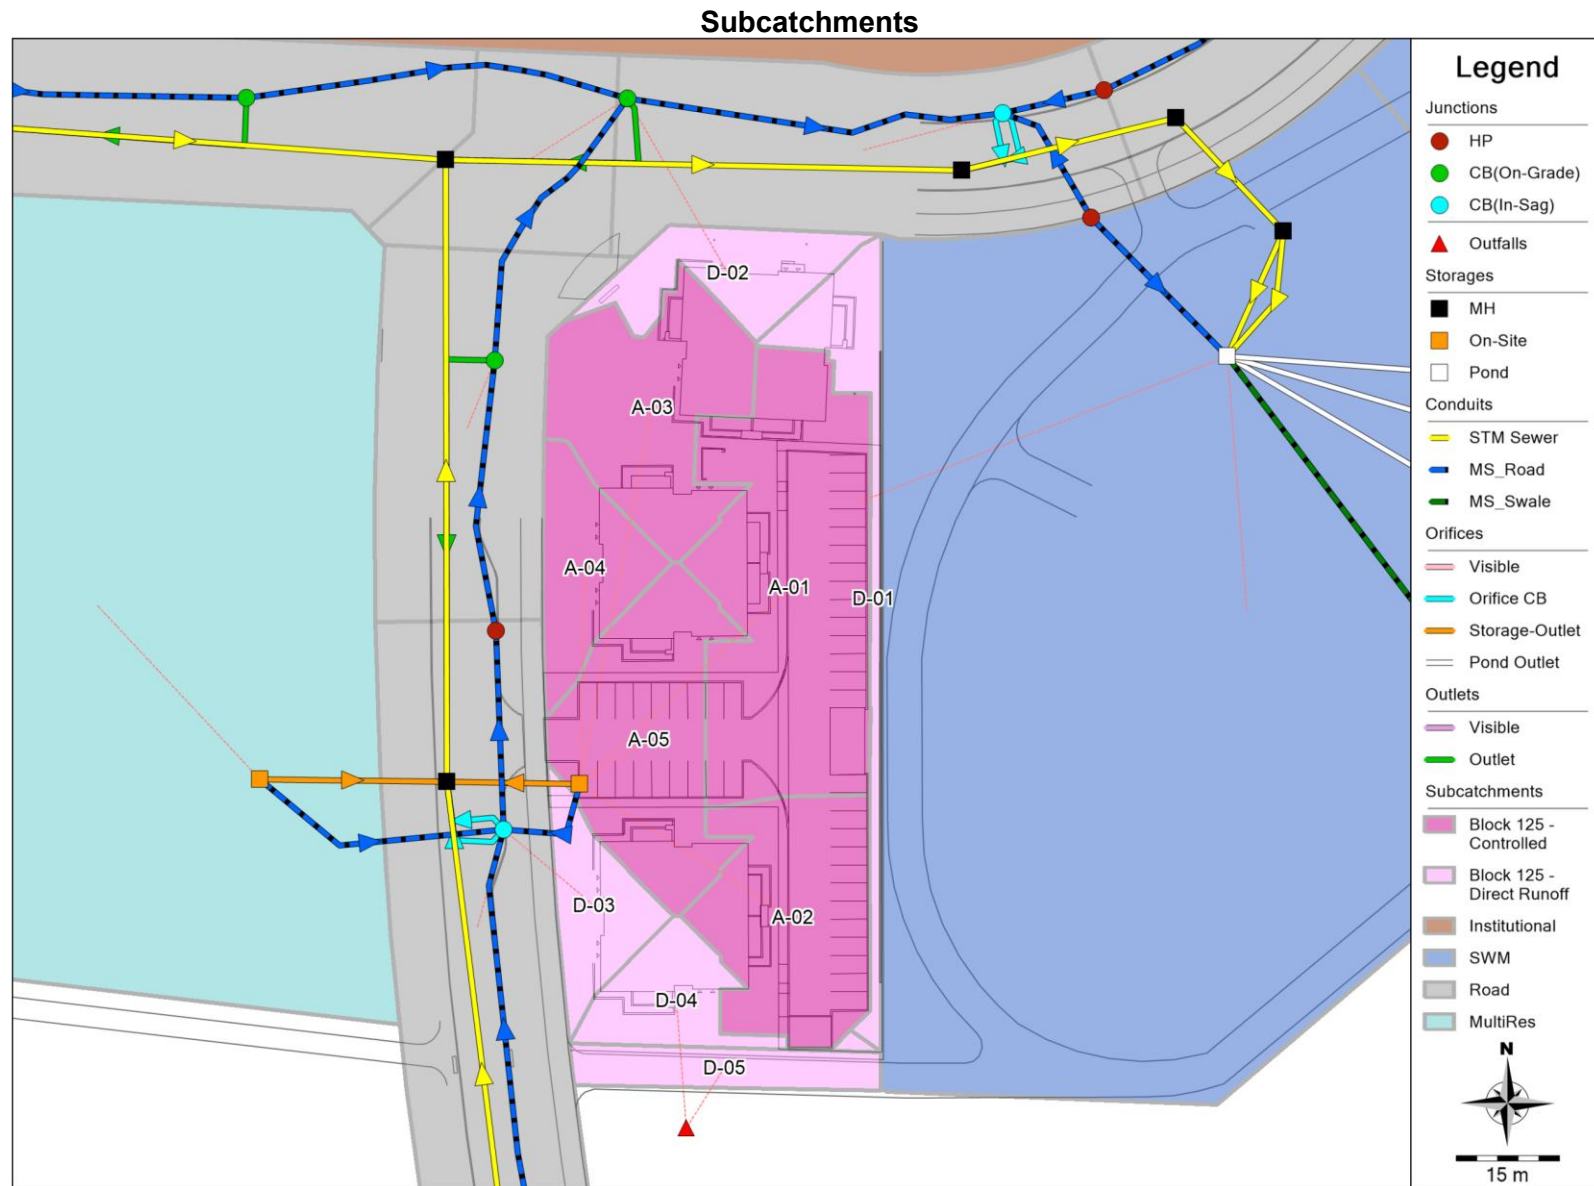 Subcatchments
D-02
A-03
A-04
A-01
D-01
A-05
D-03
A-02
D-04
D-05
Legend
Junctions
HP
CB(On-Grade)
CB(In-Sag)
Outfalls
Storages
MH
On-Site
Pond
Conduits
STM Sewer
MS_Road
MS_Swale
Orifices
Visible
Orifice CB
Storage-Outlet
Pond Outlet
Outlets
Visible
Outlet
Subcatchments
Block 125 -
Controlled
Block 125 -
Direct Runoff
Institutional
SWM
Road
MultiRes
N
15 m